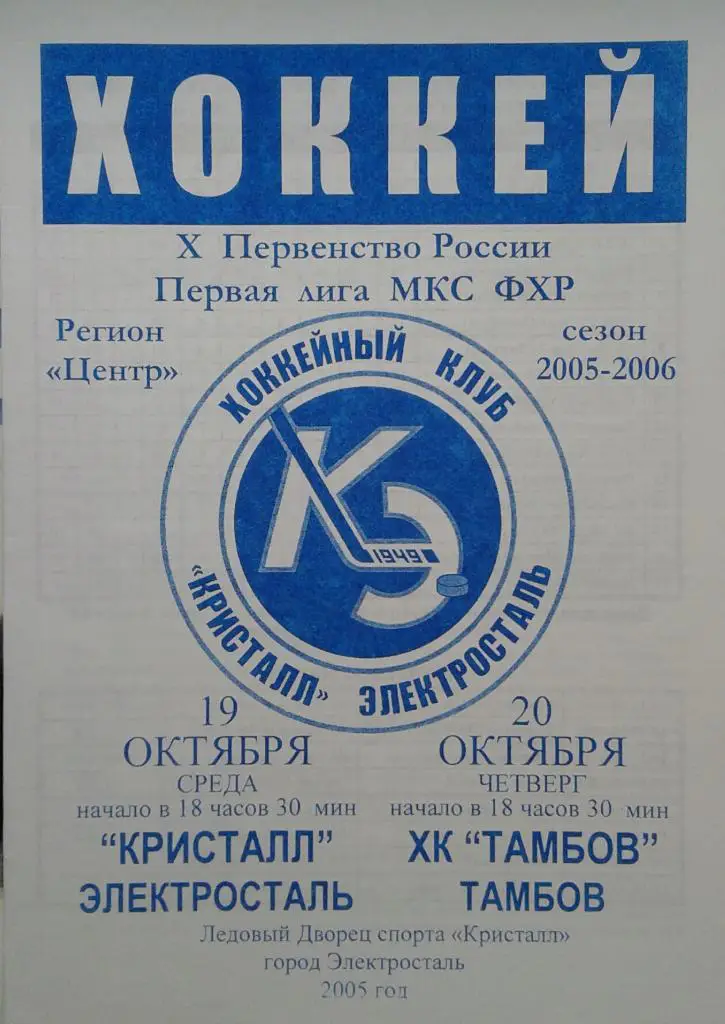 ХОККЕЙ
X Первенство России
Первая лига МКС ФХР
Регион
«Центр»
сезон
2005-2006
ХОККЕЙНЫЙ КЛУБ
КЭ
1949
"КРИСТАЛЛ" ЭЛЕКТРОСТАЛЬ
19
ОКТЯБРЯ
СРЕДА
начало в 18 часов 30 мин
"КРИСТАЛЛ"
ЭЛЕКТРОСТАЛЬ
20
ОКТЯБРЯ
ЧЕТВЕРГ
начало в 18 часов 30 мин
ХК "ТАМБОВ"
ТАМБОВ
Ледовый Дворец спорта «Кристалл»
город Электросталь
2005 год